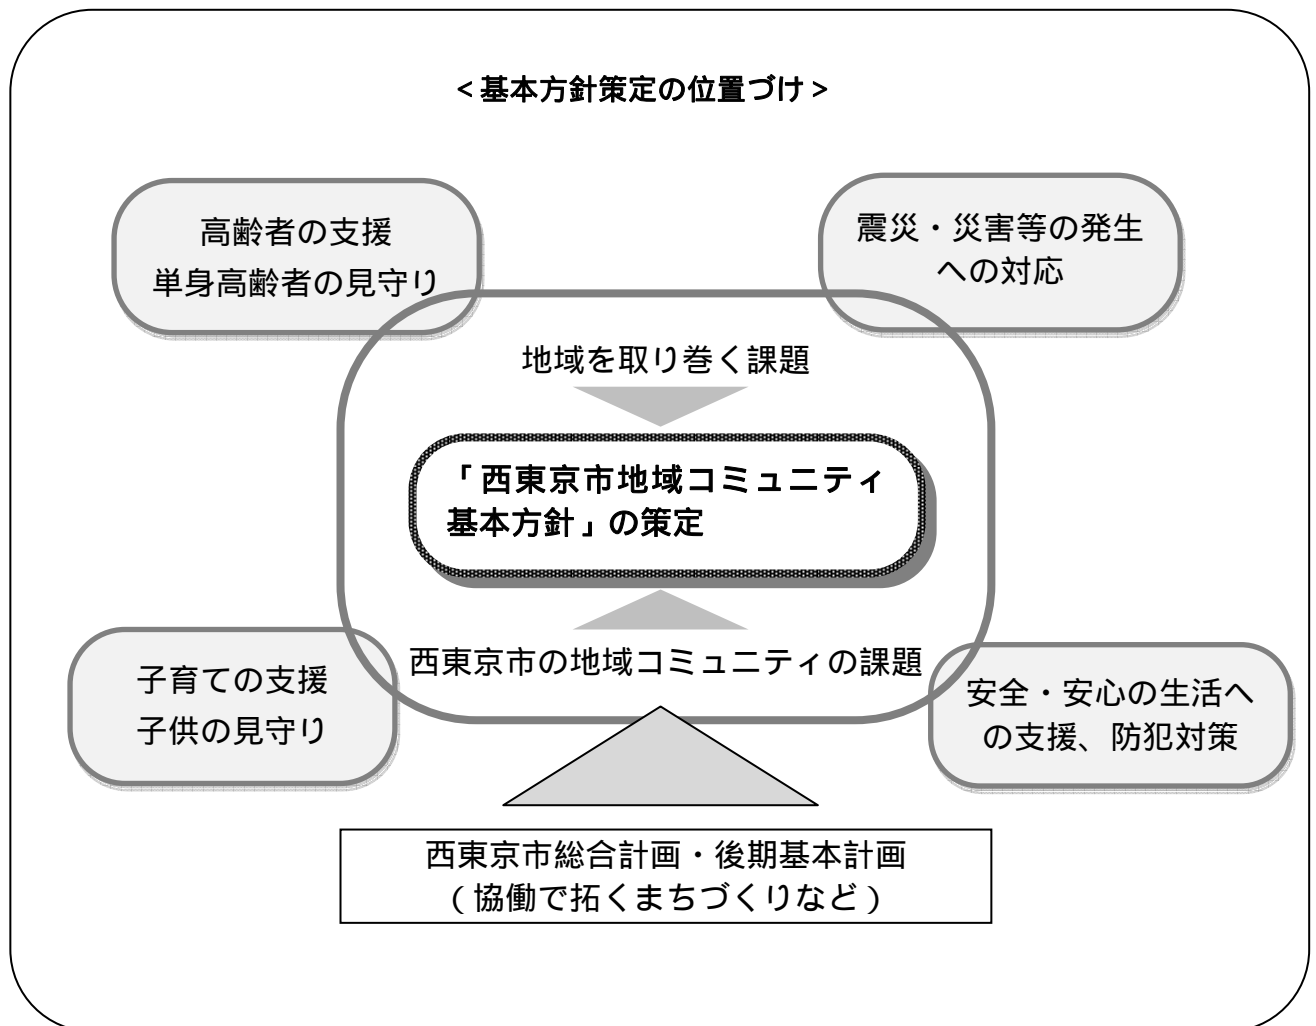 ＜基本方針策定の位置づけ＞
高齢者の支援
単身高齢者の見守り
震災・災害等の発生
への対応
地域を取り巻く課題
「西東京市地域コミュニティ
基本方針」の策定
西東京市の地域コミュニティの課題
子育ての支援
子供の見守り
安全・安心の生活へ
の支援、防犯対策
西東京市総合計画・後期基本計画
（協働で拓くまちづくりなど）